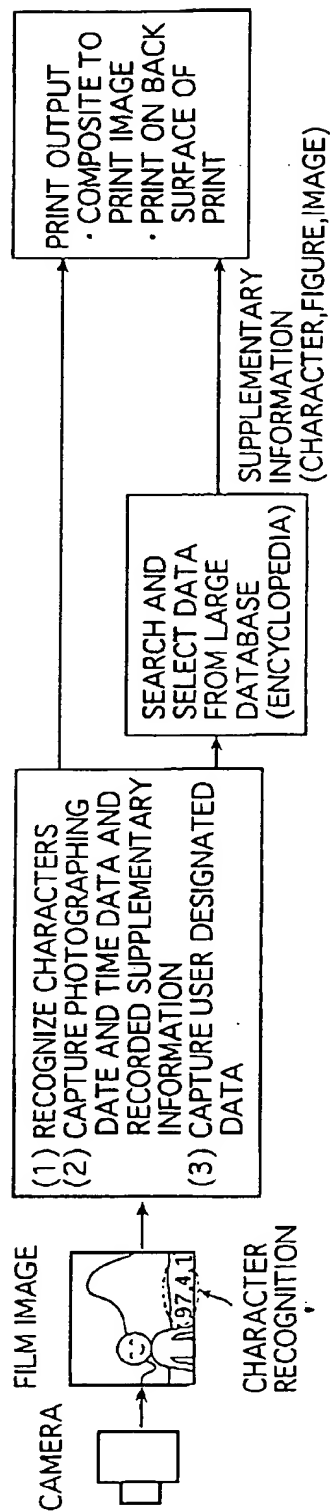 CAMERA
FILM IMAGE
'97.4.1
CHARACTER
RECOGNITION
(1) RECOGNIZE CHARACTERS
(2) CAPTURE PHOTOGRAPHING
DATE AND TIME DATA AND
RECORDED SUPPLEMENTARY
INFORMATION
(3) CAPTURE USER DESIGNATED
DATA
SEARCH AND
SELECT DATA
FROM LARGE
DATABASE
(ENCYCLOPEDIA)
SUPPLEMENTARY
INFORMATION
(CHARACTER,FIGURE,IMAGE)
PRINT OUTPUT
· COMPOSITE TO
PRINT IMAGE
· PRINT ON BACK
SURFACE OF
PRINT